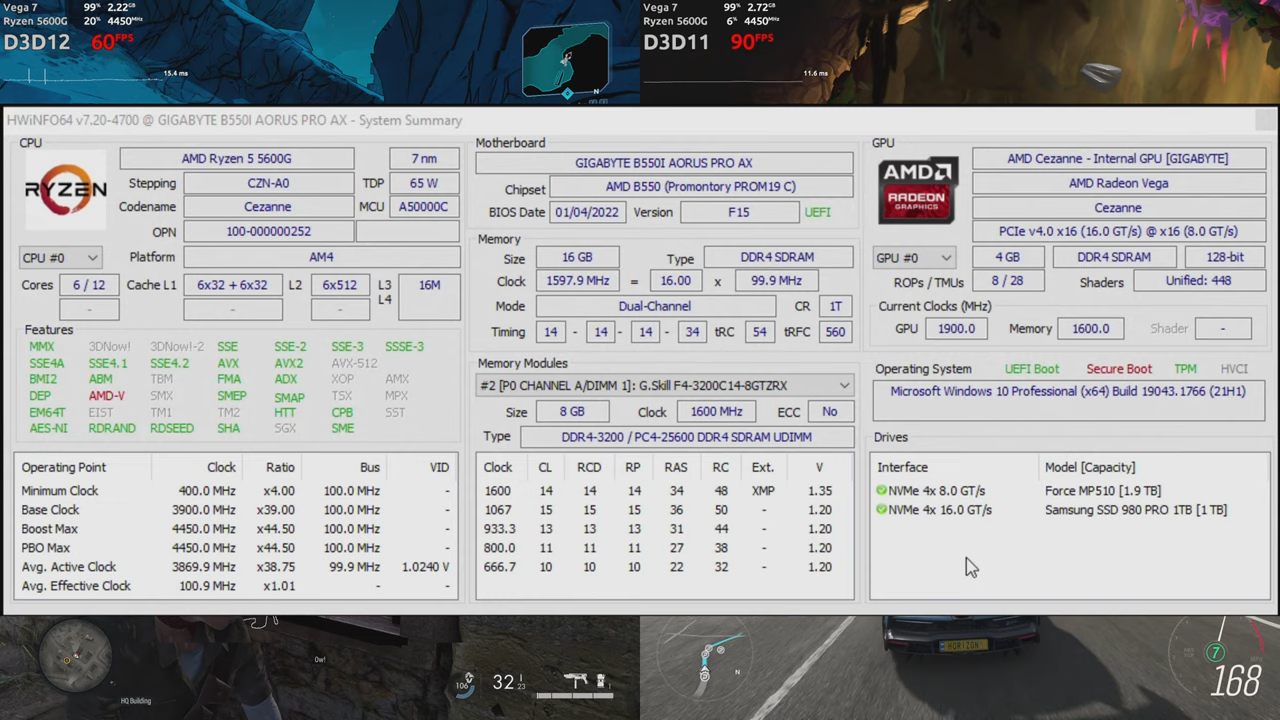 Vega 7 99% 2.22GB
Ryzen 5600G 20% 4450MHz
D3D12 60FPS
15.4 ms
N
Vega 7 99% 2.72GB
Ryzen 5600G 6% 4450MHz
D3D11 90FPS
11.6 ms
HWiNFO64 v7.20-4700 @ GIGABYTE B550I AORUS PRO AX - System Summary
CPU
RYZEN
AMD Ryzen 5 5600G 7 nm
Stepping CZN-A0 TDP 65 W
Codename Cezanne MCU A50000C
OPN 100-000000252
CPU #0 Platform AM4
Cores 6 / 12 Cache L1 6x32 + 6x32 L2 6x512 L3 16M
- - - L4
Features
MMX 3DNow! 3DNow!-2 SSE SSE-2 SSE-3 SSSE-3
SSE4A SSE4.1 SSE4.2 AVX AVX2 AVX-512
BMI2 ABM TBM FMA ADX XOP AMX
DEP AMD-V SMX SMEP SMAP TSX MPX
EM64T EIST TM1 TM2 HTT CPB SST
AES-NI RDRAND RDSEED SHA SGX SME
Operating Point Clock Ratio Bus VID
Minimum Clock 400.0 MHz x4.00 100.0 MHz -
Base Clock 3900.0 MHz x39.00 100.0 MHz -
Boost Max 4450.0 MHz x44.50 100.0 MHz -
PBO Max 4450.0 MHz x44.50 100.0 MHz -
Avg. Active Clock 3869.9 MHz x38.75 99.9 MHz 1.0240 V
Avg. Effective Clock 100.9 MHz x1.01 - -
Motherboard
GIGABYTE B550I AORUS PRO AX
Chipset AMD B550 (Promontory PROM19 C)
BIOS Date 01/04/2022 Version F15 UEFI
Memory
Size 16 GB Type DDR4 SDRAM
Clock 1597.9 MHz = 16.00 x 99.9 MHz
Mode Dual-Channel CR 1T
Timing 14 - 14 - 14 - 34 tRC 54 tRFC 560
Memory Modules
#2 [P0 CHANNEL A/DIMM 1]: G.Skill F4-3200C14-8GTZRX
Size 8 GB Clock 1600 MHz ECC No
Type DDR4-3200 / PC4-25600 DDR4 SDRAM UDIMM
Clock CL RCD RP RAS RC Ext. V
1600 14 14 14 34 48 XMP 1.35
1067 15 15 15 36 50 - 1.20
933.3 13 13 13 31 44 - 1.20
800.0 11 11 11 27 38 - 1.20
666.7 10 10 10 22 32 - 1.20
GPU
AMD
RADEON
GRAPHICS
AMD Cezanne - Internal GPU [GIGABYTE]
AMD Radeon Vega
Cezanne
PCIe v4.0 x16 (16.0 GT/s) @ x16 (8.0 GT/s)
GPU #0 4 GB DDR4 SDRAM 128-bit
ROPs / TMUs 8 / 28 Shaders Unified: 448
Current Clocks (MHz)
GPU 1900.0 Memory 1600.0 Shader -
Operating System UEFI Boot Secure Boot TPM HVCI
Microsoft Windows 10 Professional (x64) Build 19043.1766 (21H1)
Drives
Interface Model [Capacity]
NVMe 4x 8.0 GT/s Force MP510 [1.9 TB]
NVMe 4x 16.0 GT/s Samsung SSD 980 PRO 1TB [1 TB]
Ow!
HQ Building
106
32
23
N
HORIZON
7
168